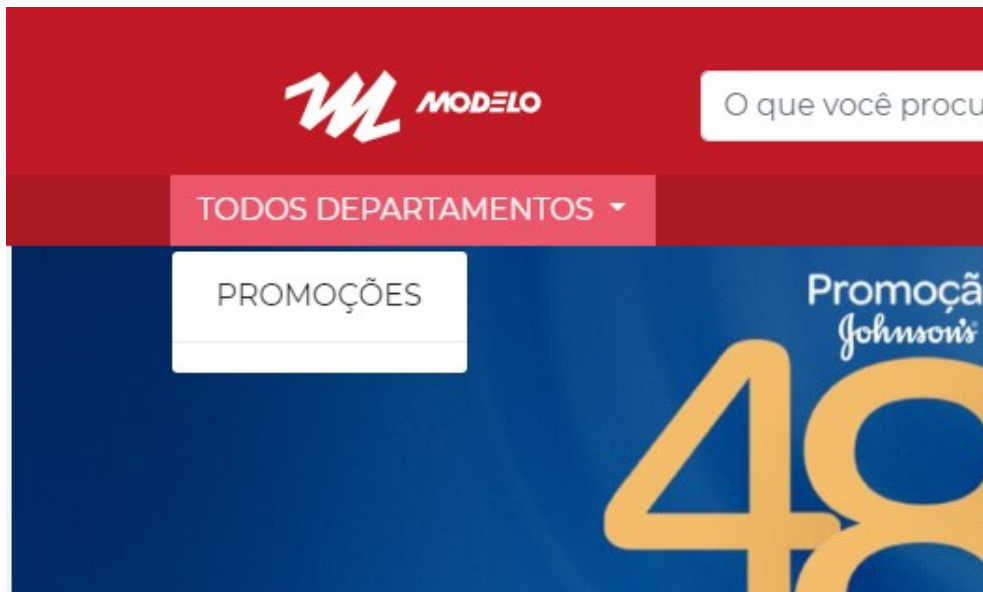 MODELO
O que você procu
TODOS DEPARTAMENTOS
PROMOÇÕES
Promoçã
Johnson's
48